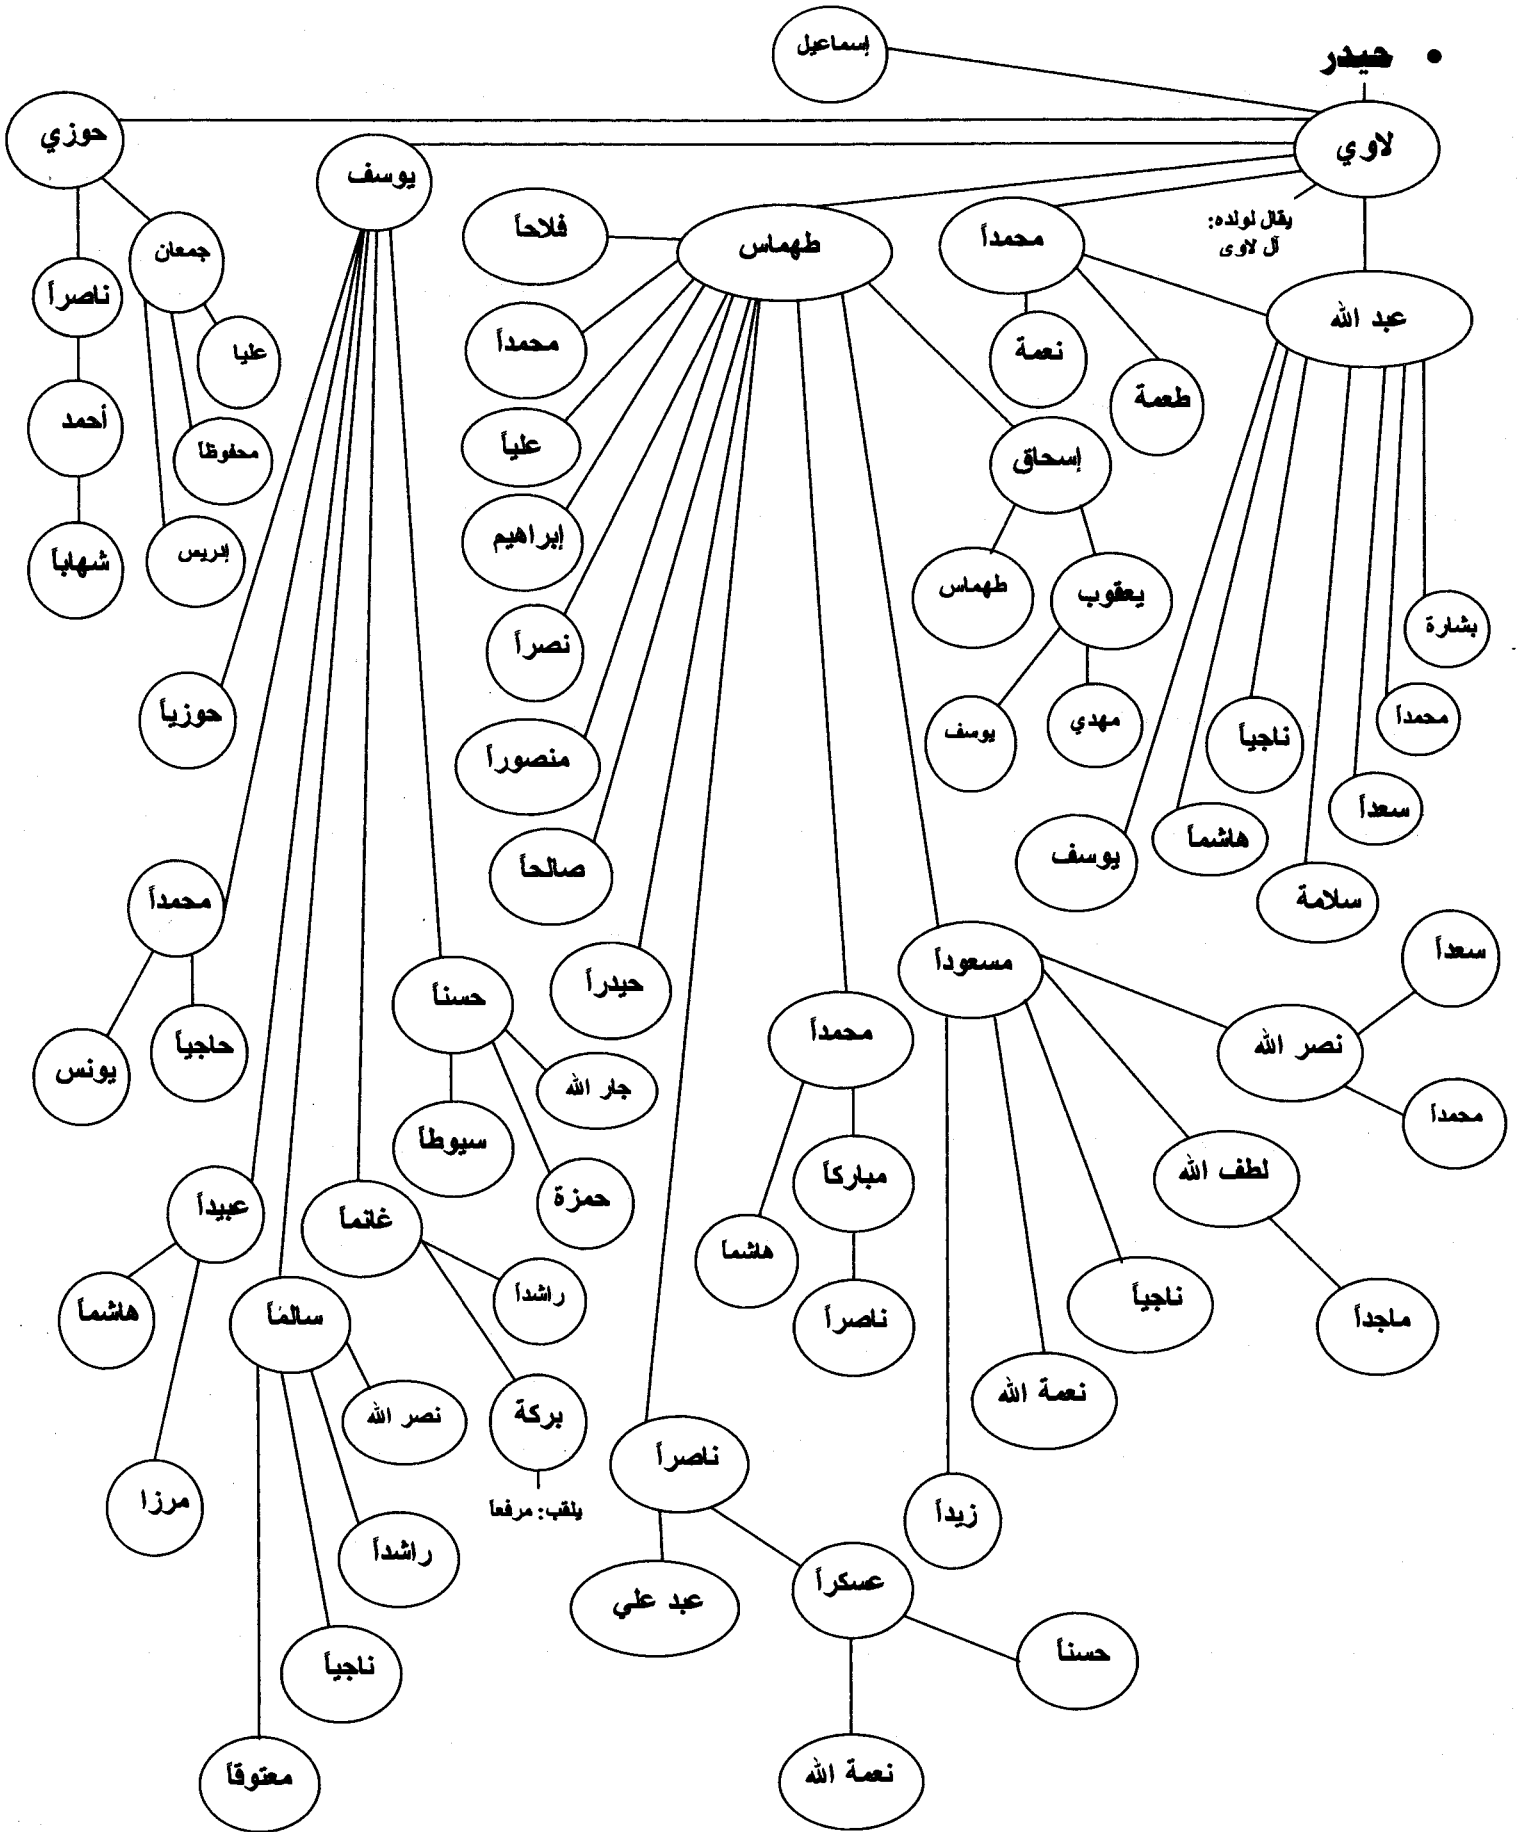 • حيدر
إسماعيل
لاوي
يقال لولده:
آل لاوى
حوزي
يوسف
طهماس
محمداً
عبد الله
جمعان
ناصراً
عليا
أحمد
محفوظاً
شهاباً
إدريس
حوزياً
محمداً
يونس
حاجياً
عبيداً
هاشماً
مرزا
سالماً
نصر الله
راشداً
ناجياً
معتوقاً
غانماً
راشداً
بركة
يلقب: مرفعاً
حسناً
جار الله
سيوطاً
حمزة
فلاحاً
محمداً
علياً
إبراهيم
نصراً
منصوراً
صالحاً
حيدراً
ناصراً
عبد علي
عسكراً
حسناً
نعمة الله
محمداً
هاشماً
مباركاً
ناصراً
مسعوداً
زيداً
نعمة الله
ناجياً
لطف الله
ماجداً
نصر الله
سعداً
محمداً
إسحاق
طهماس
يعقوب
يوسف
مهدي
نعمة
طعمة
يوسف
هاشماً
ناجياً
سلامة
سعداً
محمداً
بشارة